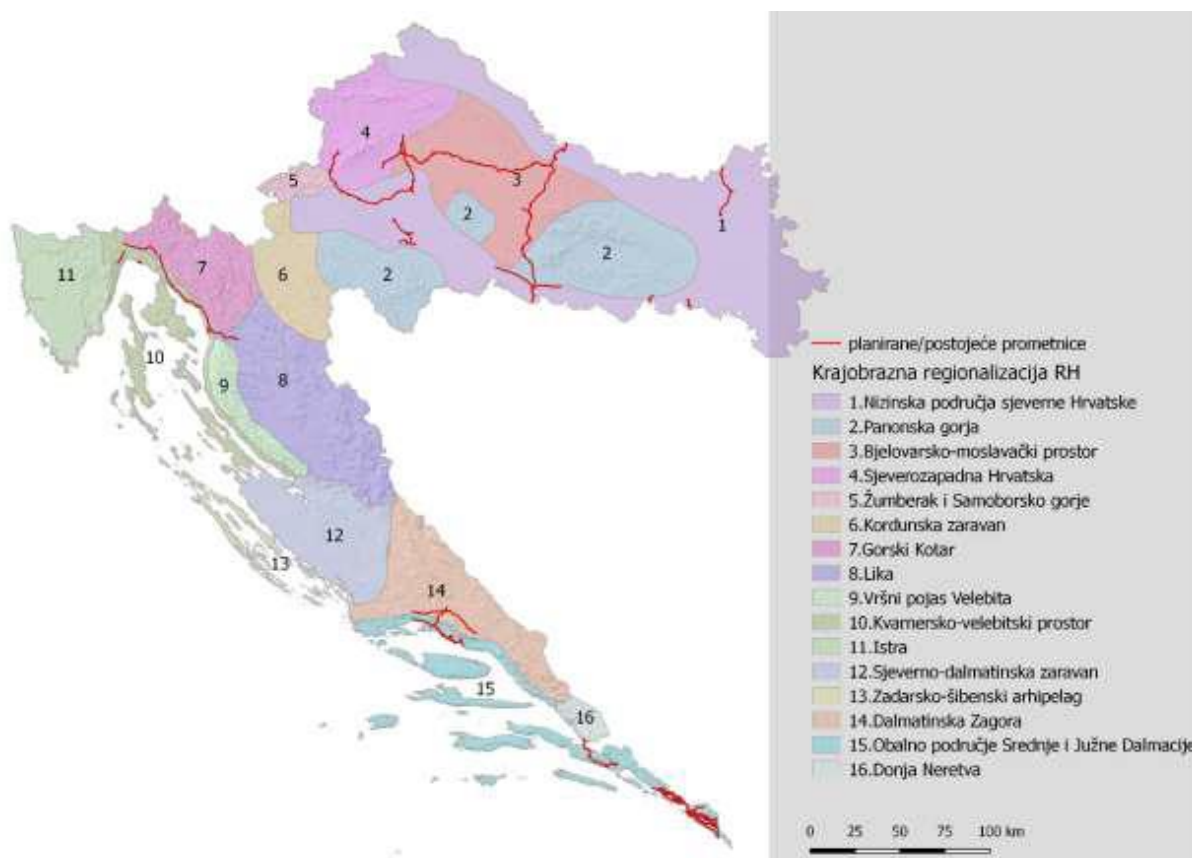 4
5
3
2
1
2
11
7
6
2
10
9
8
12
13
14
15
16
planirane/postojeće prometnice
Krajobrazna regionalizacija RH
1.Nizinska područja sjeverne Hrvatske
2.Panonska gorja
3.Bjelovarsko-moslavački prostor
4.Sjeverozapadna Hrvatska
5.Žumberak i Samoborsko gorje
6.Kordunska zaravan
7.Gorski Kotar
8.Lika
9.Vršni pojas Velebita
10.Kvarnersko-velebitski prostor
11.Istra
12.Sjeverno-dalmatinska zaravan
13.Zadarsko-šibenski arhipelag
14.Dalmatinska Zagora
15.Obalno područje Srednje i Južne Dalmacije
16.Donja Neretva
0 25 50 75 100 km